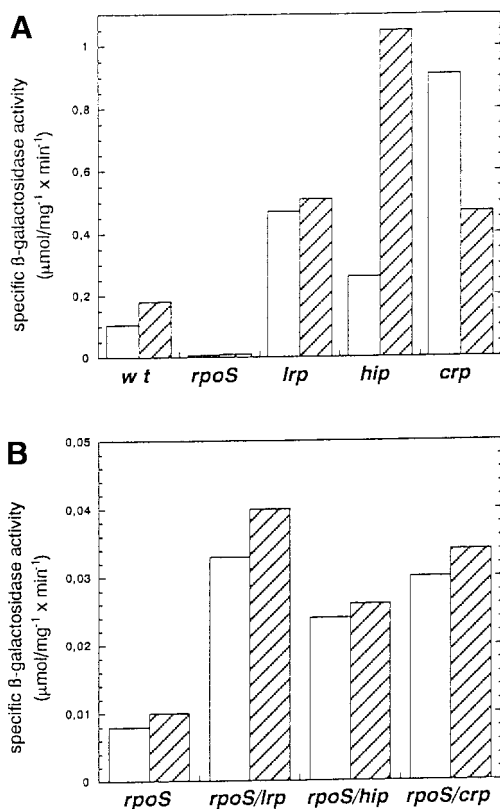 A
specific ß-galactosidase activity
(µmol/mg⁻¹ x min⁻¹)
1
0,8
0,6
0,4
0,2
0
w t rpoS lrp hip crp
B
specific ß-galactosidase activity
(µmol/mg⁻¹ x min⁻¹)
0,05
0,04
0,03
0,02
0,01
0
rpoS rpoS/lrp rpoS/hip rpoS/crp